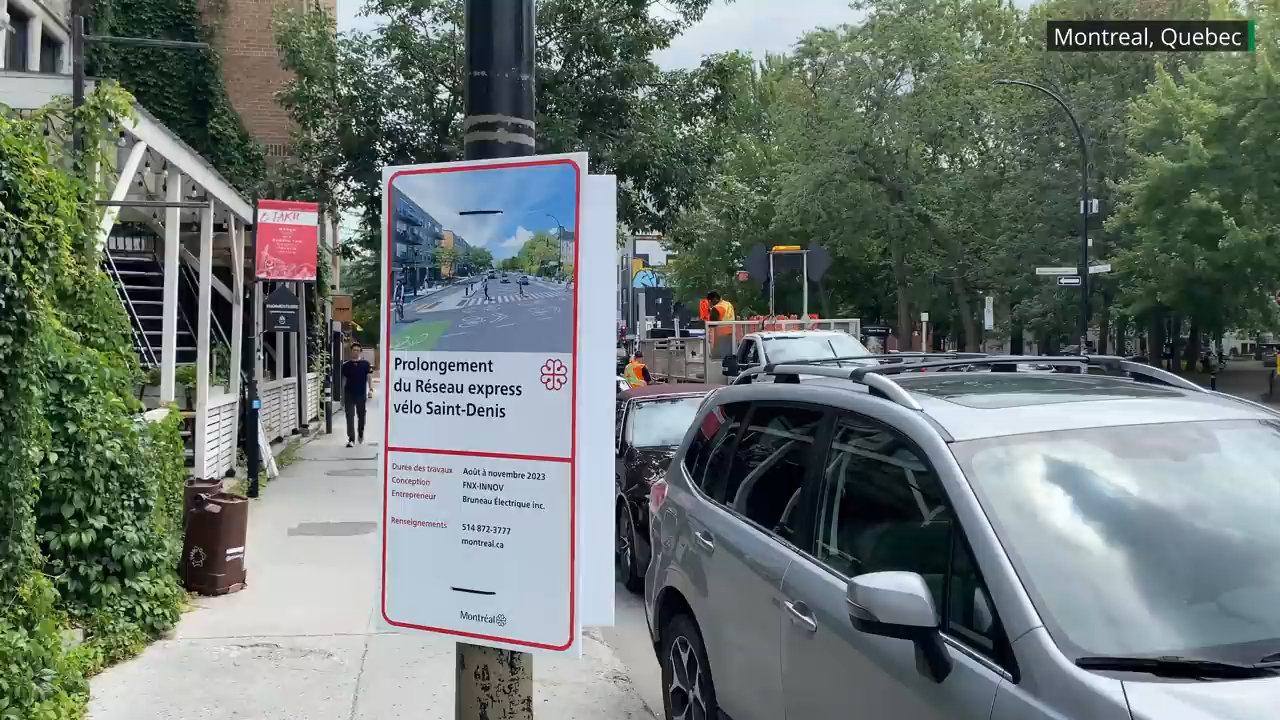 Montreal, Quebec
OTAKU
Prolongement
du Réseau express
vélo Saint-Denis
Durée des travaux Août à novembre 2023
Conception FNX-INNOV
Entrepreneur Bruneau Électrique inc.
Renseignements 514 872-3777
montreal.ca
Montréal